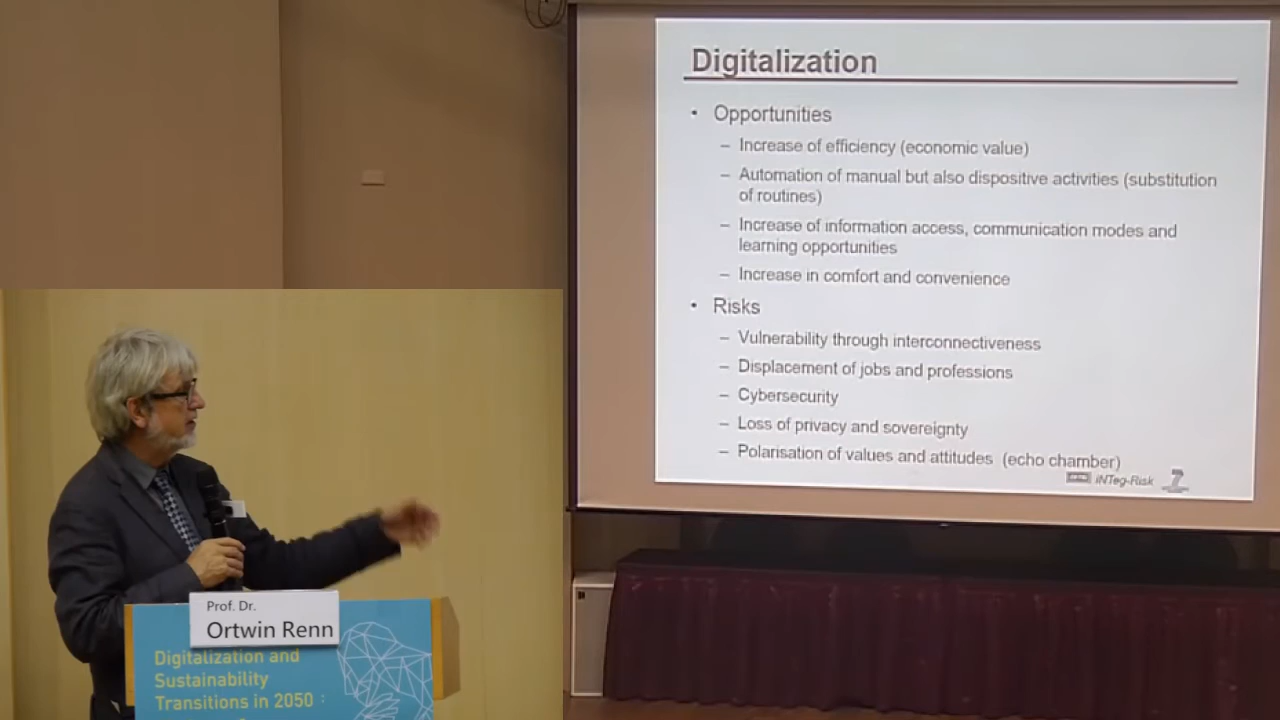 Digitalization
• Opportunities
– Increase of efficiency (economic value)
– Automation of manual but also dispositive activities (substitution
of routines)
– Increase of information access, communication modes and
learning opportunities
– Increase in comfort and convenience
• Risks
– Vulnerability through interconnectiveness
– Displacement of jobs and professions
– Cybersecurity
– Loss of privacy and sovereignty
– Polarisation of values and attitudes (echo chamber)
iNTeg-Risk
Prof. Dr.
Ortwin Renn
Digitalization and
Sustainability
Transitions in 2050 :